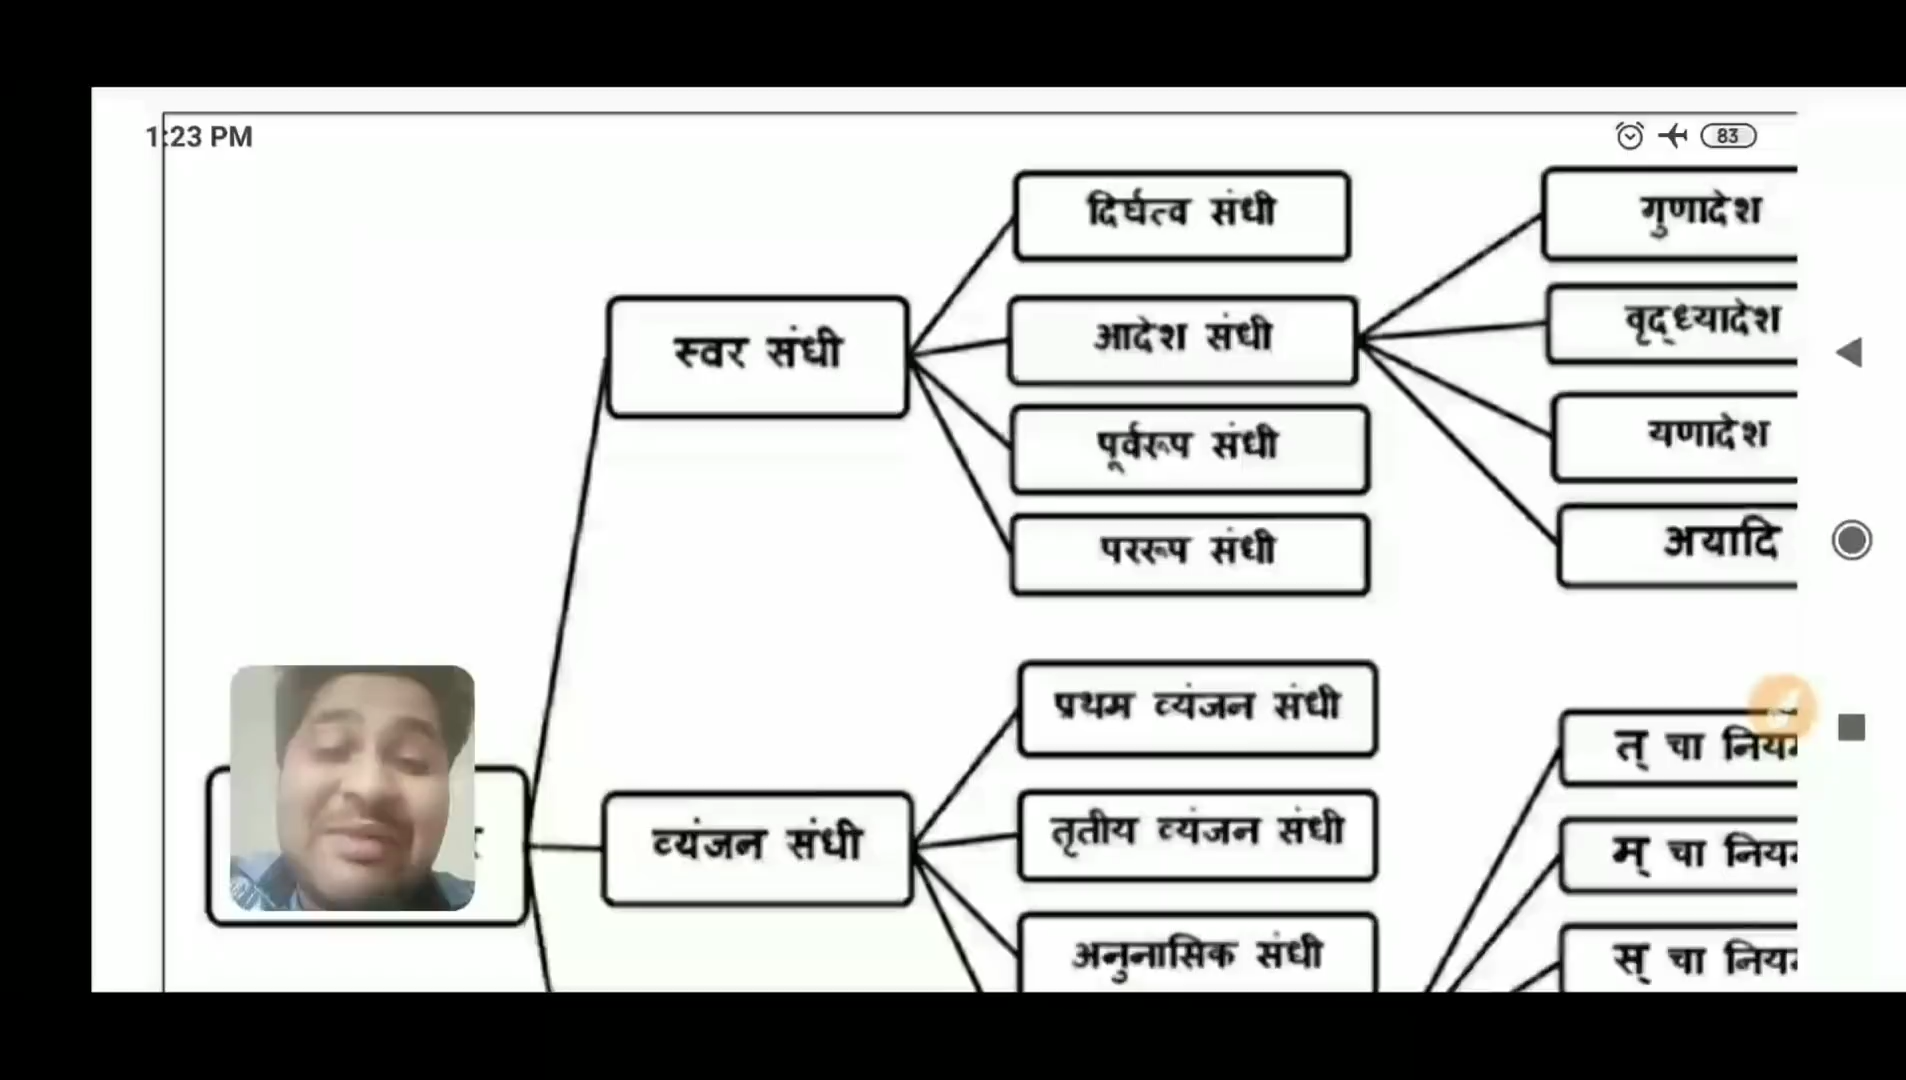 1:23 PM
83
दिर्घत्व संधी
गुणादेश
स्वर संधी
आदेश संधी
वृद्ध्यादेश
पूर्वरूप संधी
यणादेश
पररूप संधी
अयादि
प्रथम व्यंजन संधी
त् चा
व्यंजन संधी
तृतीय व्यंजन संधी
म् चा
अनुनासिक संधी
स् चा